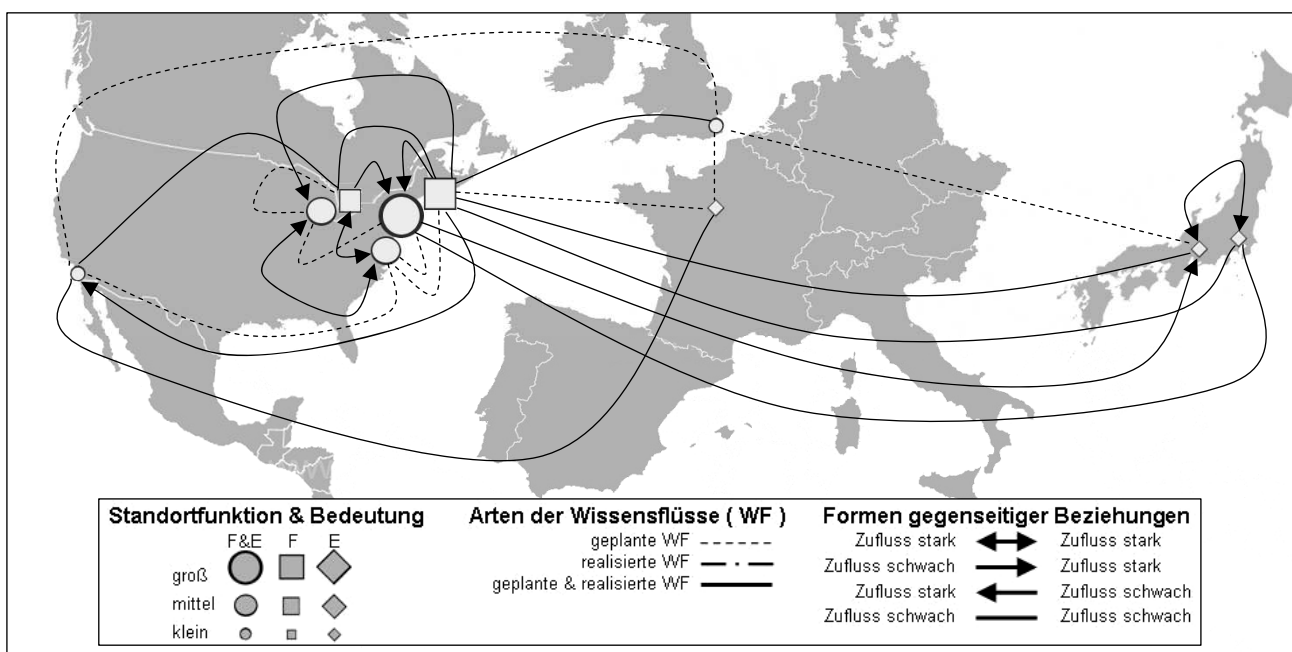 Standortfunktion & Bedeutung
F&E F E
groß
mittel
klein
Arten der Wissensflüsse ( WF )
geplante WF
realisierte WF
geplante & realisierte WF
Formen gegenseitiger Beziehungen
Zufluss stark Zufluss stark
Zufluss schwach Zufluss stark
Zufluss stark Zufluss schwach
Zufluss schwach Zufluss schwach